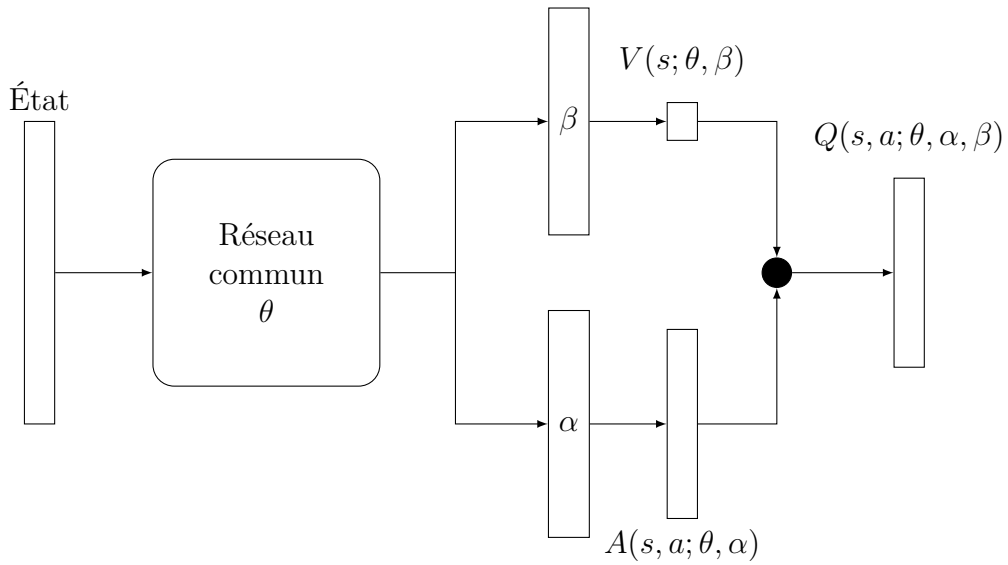 État
Réseau
commun
θ
β
V(s; θ, β)
α
A(s, a; θ, α)
Q(s, a; θ, α, β)